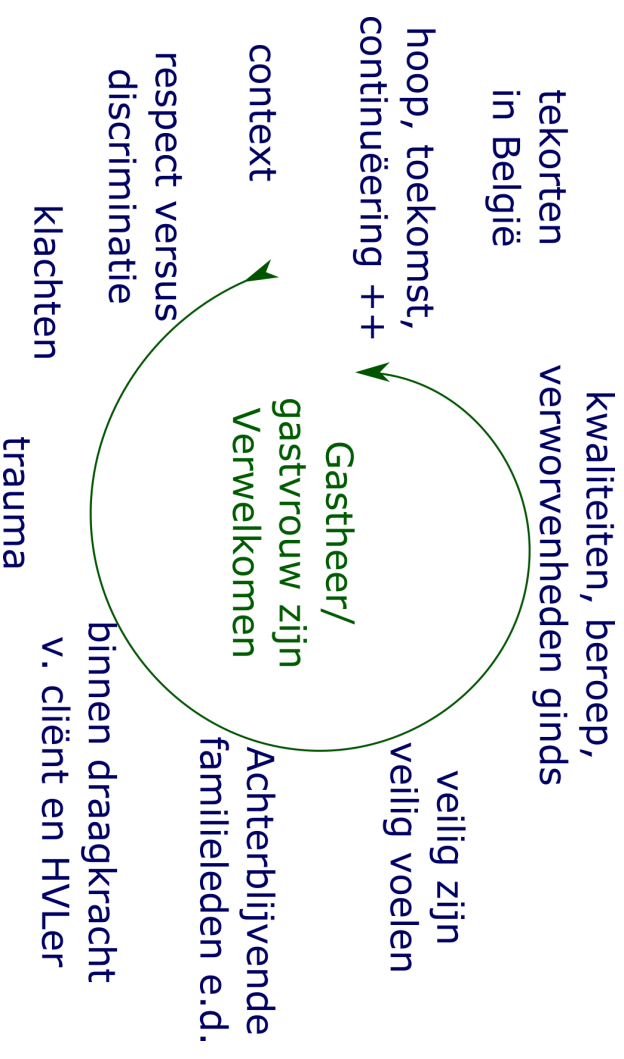 kwaliteiten, beroep,
verworvenheden ginds
tekorten
in België
veilig zijn
veilig voelen
hoop, toekomst,
continuëering ++
Gastheer/
gastvrouw zijn
Verwelkomen
context
Achterblijvende
familieleden e.d.
respect versus
discriminatie
binnen draagkracht
v. cliënt en HVLer
klachten
trauma